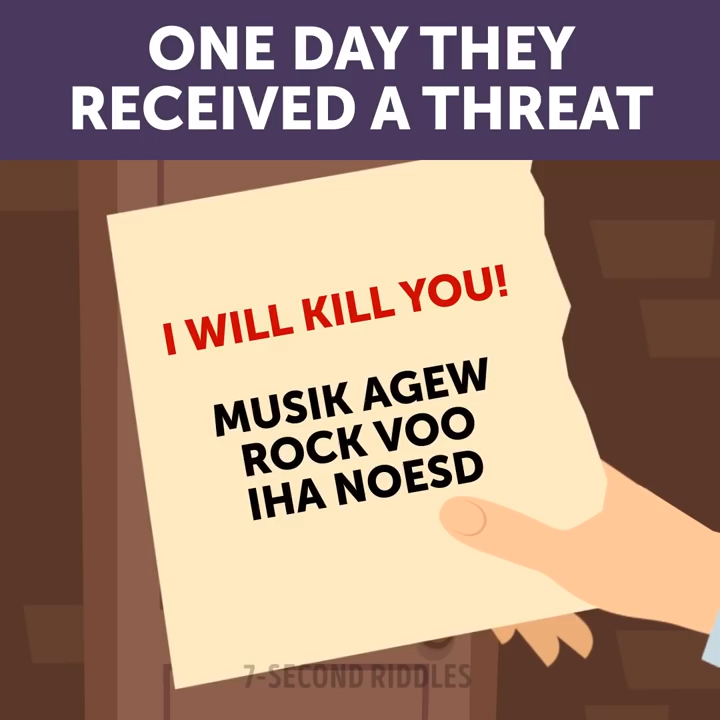 ONE DAY THEY
RECEIVED A THREAT
I WILL KILL YOU!
MUSIK AGEW
ROCK VOO
IHA NOESD
7-SECOND RIDDLES